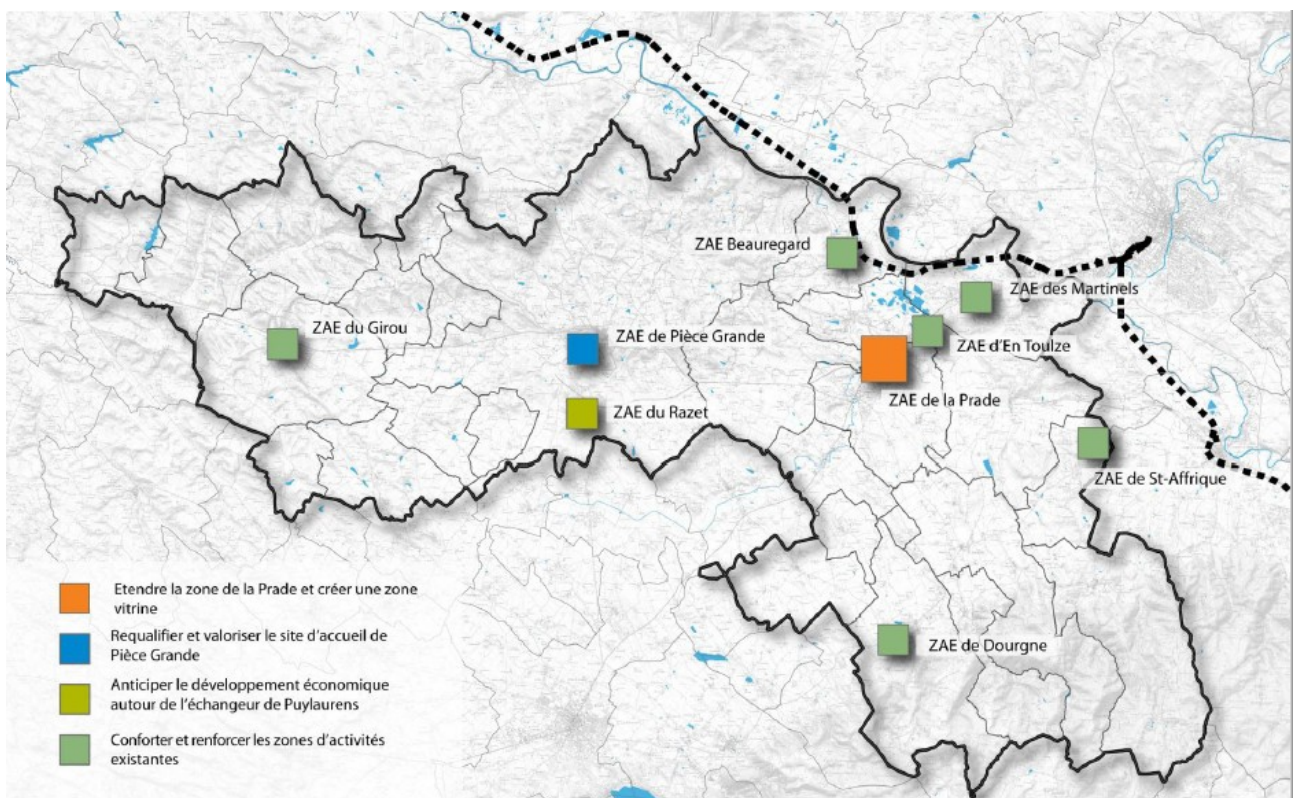 ZAE Beauregard
ZAE des Martinels
ZAE du Girou
ZAE de Pièce Grande
ZAE d'En Toulze
ZAE de la Prade
ZAE du Razet
ZAE de St-Affrique
ZAE de Dourgne
Etendre la zone de la Prade et créer une zone
vitrine
Requalifier et valoriser le site d'accueil de
Pièce Grande
Anticiper le développement économique
autour de l'échangeur de Puylaurens
Conforter et renforcer les zones d'activités
existantes